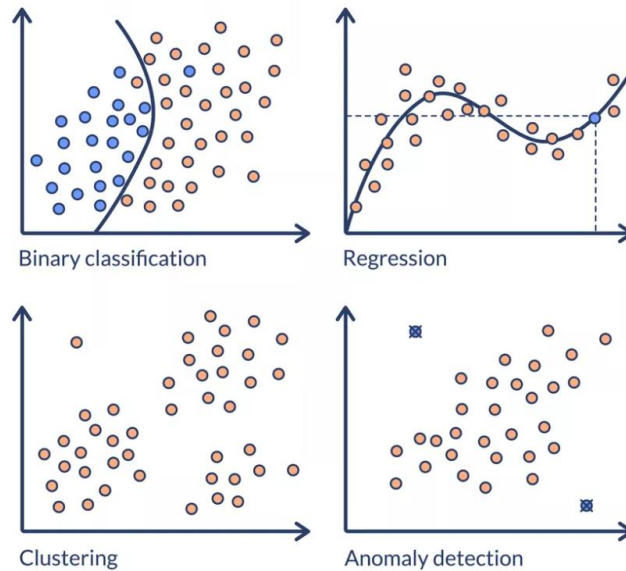 Binary classification
Regression
Clustering
Anomaly detection